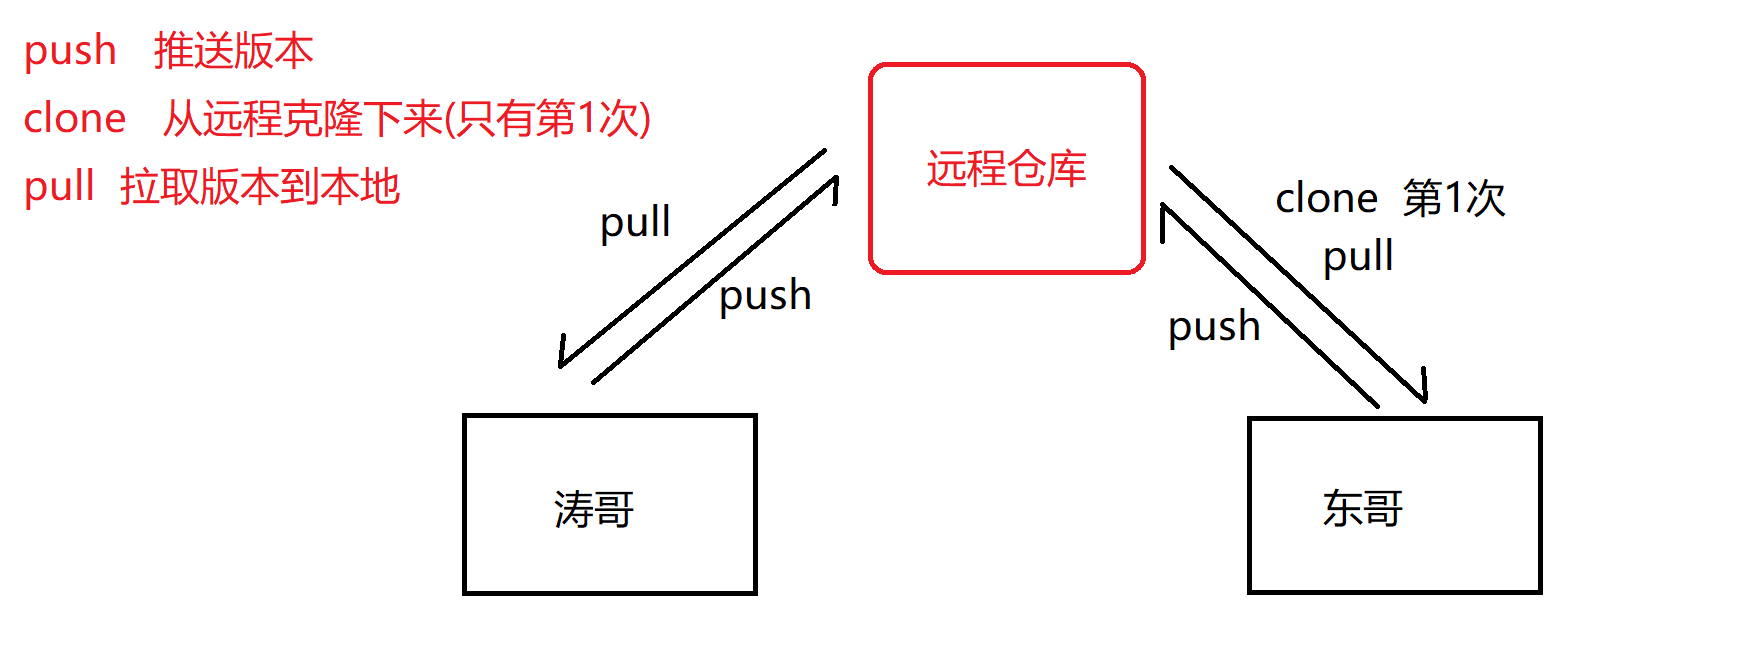 push 推送版本
clone 从远程克隆下来(只有第1次)
pull 拉取版本到本地
远程仓库
pull
push
clone 第1次
pull
push
涛哥
东哥